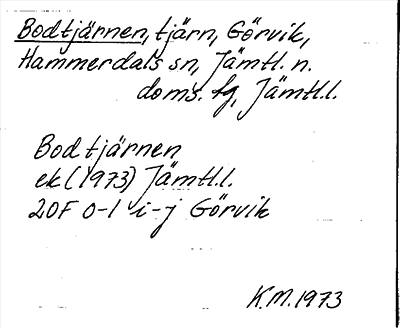 Bodtjärnen, tjärn, Görvik,
Hammerdals sn, Jämtl. n.
doms. fg, Jämtl.l.
Bodtjärnen
ek (1973) Jämtl.l.
20F 0-1 i-j Görvik
K.M. 1973